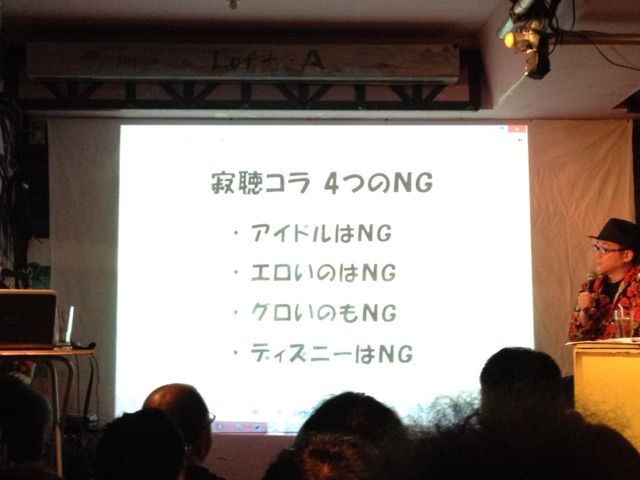 Loft A
寂聴コラ 4つのNG
・アイドルはNG
・エロいのはNG
・グロいのもNG
・ディズニーはNG